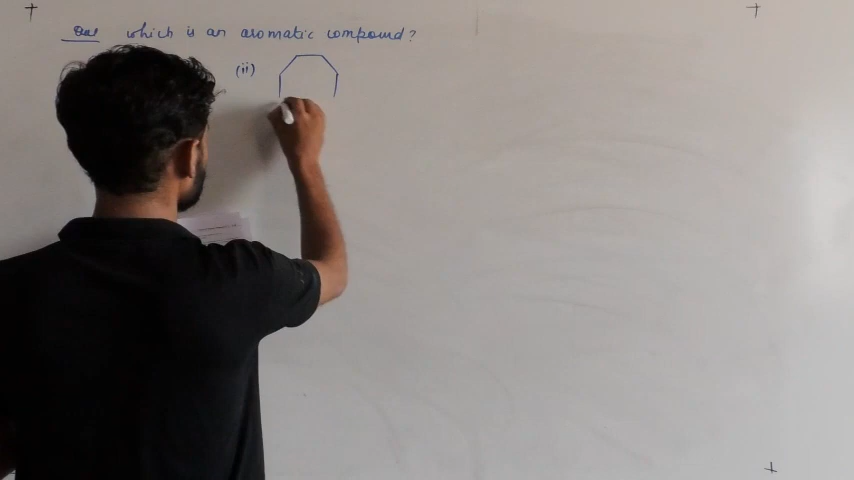 Que which is an aromatic compound?
(ii)